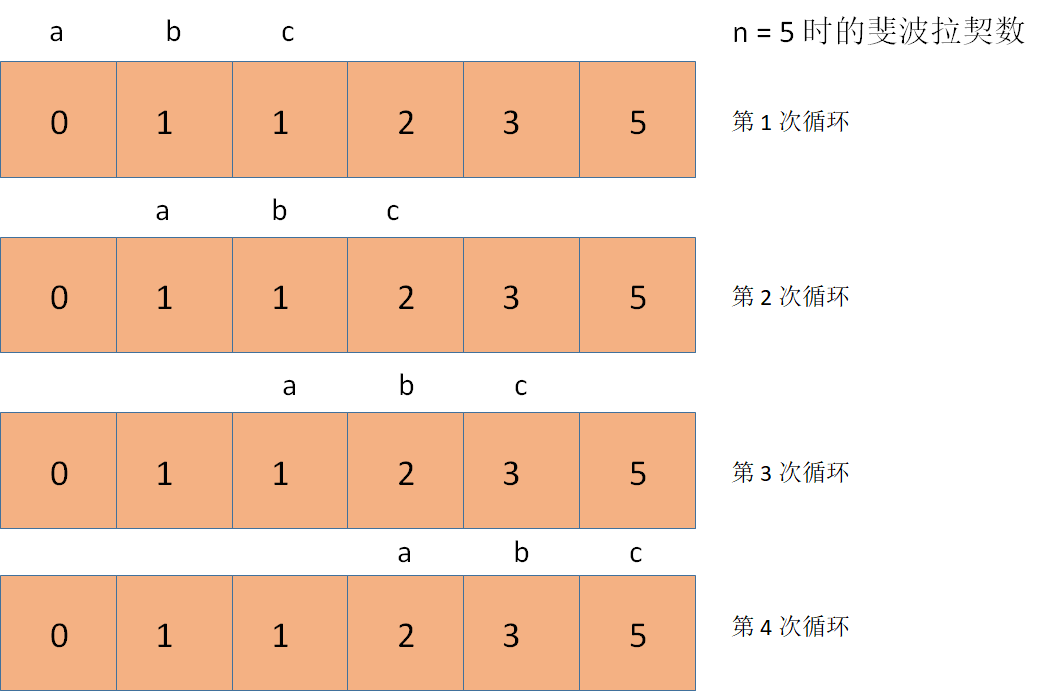 a b c n = 5 时的斐波拉契数
0 1 1 2 3 5 第 1 次循环
a b c
0 1 1 2 3 5 第 2 次循环
a b c
0 1 1 2 3 5 第 3 次循环
a b c
0 1 1 2 3 5 第 4 次循环